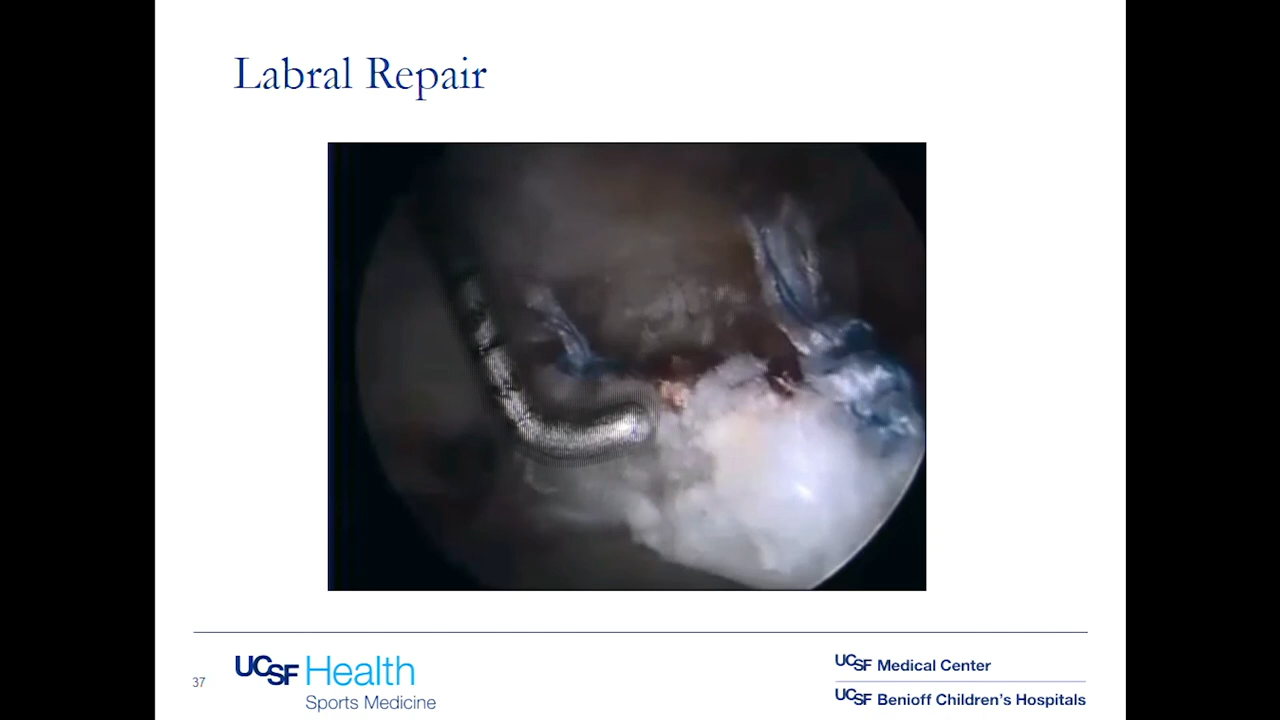 Labral Repair
37
UCSF Health
Sports Medicine
UCSF Medical Center
UCSF Benioff Children's Hospitals